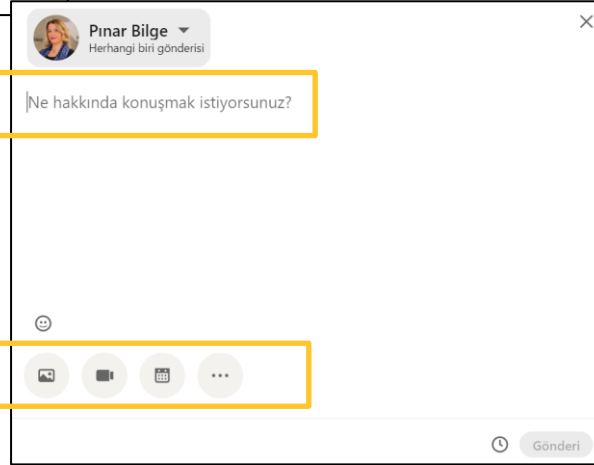 Pınar Bilge
Herhangi biri gönderisi
Ne hakkında konuşmak istiyorsunuz?
Gönderi